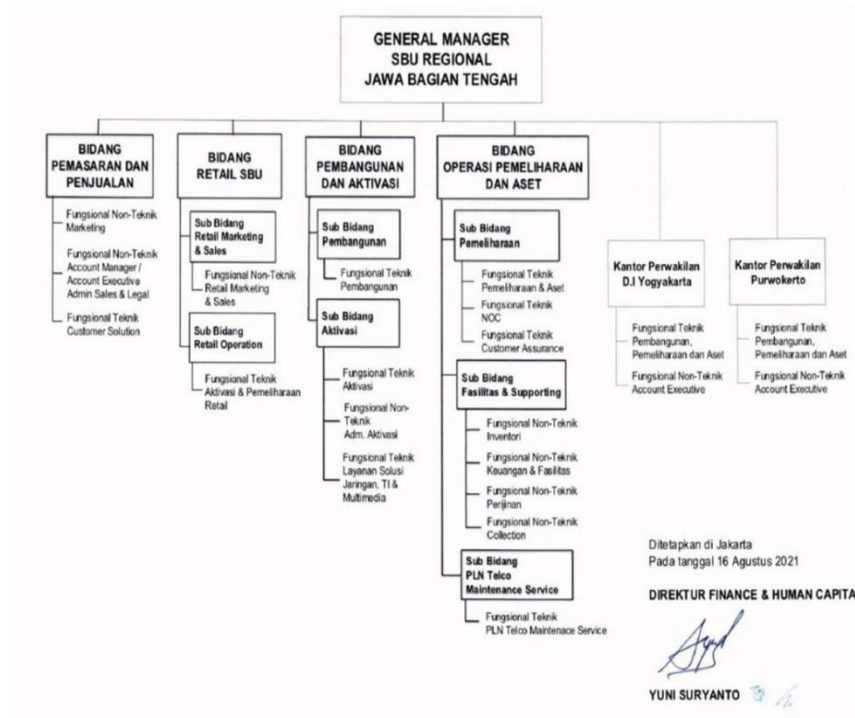 GENERAL MANAGER
SBU REGIONAL
JAWA BAGIAN TENGAH
BIDANG
PEMASARAN DAN
PENJUALAN
Fungsional Non-Teknik
Marketing
Fungsional Non-Teknik
Account Manager /
Account Executive
Admin Sales & Legal
Fungsional Teknik
Customer Solution
BIDANG
RETAIL SBU
Sub Bidang
Retail Marketing
& Sales
Fungsional Non-Teknik
Retail Marketing
& Sales
Sub Bidang
Retail Operation
Fungsional Teknik
Aktivasi & Pemeliharaan
Retail
BIDANG
PEMBANGUNAN
DAN AKTIVASI
Sub Bidang
Pembangunan
Fungsional Teknik
Pembangunan
Sub Bidang
Aktivasi
Fungsional Teknik
Aktivasi
Fungsional Non-
Teknik
Adm. Aktivasi
Fungsional Teknik
Layanan Solusi
Jaringan, TI &
Multimedia
BIDANG
OPERASI PEMELIHARAAN
DAN ASET
Sub Bidang
Pemeliharaan
Fungsional Teknik
Pemeliharaan & Aset
Fungsional Teknik
NOC
Fungsional Teknik
Customer Assurance
Sub Bidang
Fasilitas & Supporting
Fungsional Non-Teknik
Inventori
Fungsional Non-Teknik
Keuangan & Fasilitas
Fungsional Non-Teknik
Perijinan
Fungsional Non-Teknik
Collection
Sub Bidang
PLN Telco
Maintenance Service
Fungsional Teknik
PLN Telco Maintenace Service
Kantor Perwakilan
D.I Yogyakarta
Fungsional Teknik
Pembangunan,
Pemeliharaan dan Aset
Fungsional Non-Teknik
Account Executive
Kantor Perwakilan
Purwokerto
Fungsional Teknik
Pembangunan,
Pemeliharaan dan Aset
Fungsional Non-Teknik
Account Executive
Ditetapkan di Jakarta
Pada tanggal 16 Agustus 2021
DIREKTUR FINANCE & HUMAN CAPITA
YUNI SURYANTO